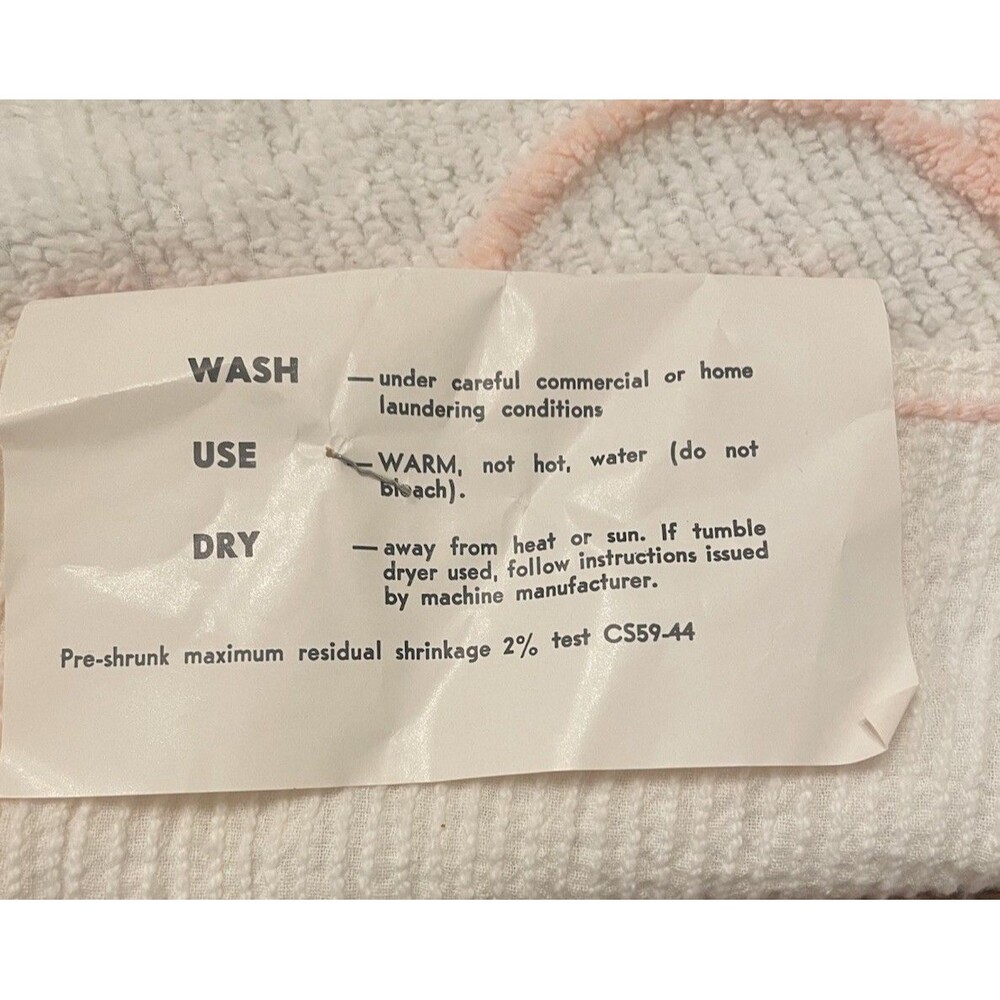 WASH — under careful commercial or home
laundering conditions
USE — WARM, not hot, water (do not
bleach).
DRY — away from heat or sun. If tumble
dryer used, follow instructions issued
by machine manufacturer.
Pre-shrunk maximum residual shrinkage 2% test CS59-44